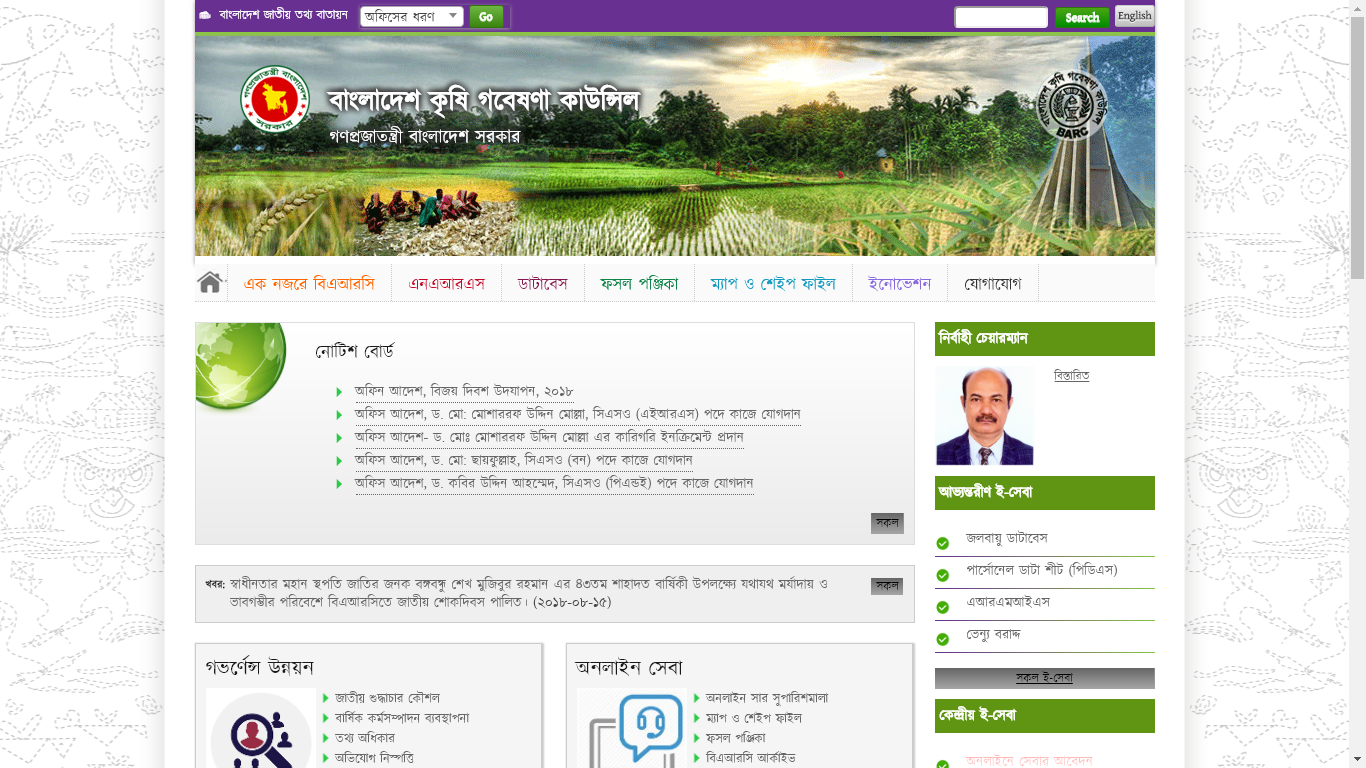 বাংলাদেশ জাতীয় তথ্য বাতায়ন
অফিসের ধরণ
Go
Search
English
বাংলাদেশ কৃষি গবেষণা কাউন্সিল
গণপ্রজাতন্ত্রী বাংলাদেশ সরকার
BARC
এক নজরে বিএআরসি
এনএআরএস
ডাটাবেস
ফসল পঞ্জিকা
ম্যাপ ও শেইপ ফাইল
ইনোভেশন
যোগাযোগ
নোটিশ বোর্ড
অফিন আদেশ, বিজয় দিবশ উদযাপন, ২০১৮
অফিস আদেশ, ড. মো: মোশাররফ উদ্দিন মোল্লা, সিএসও (এইআরএস) পদে কাজে যোগদান
অফিস আদেশ- ড. মোঃ মোশাররফ উদ্দিন মোল্লা এর কারিগরি ইনক্রিমেন্ট প্রদান
অফিস আদেশ, ড. মো: ছায়ফুল্লাহ, সিএসও (বন) পদে কাজে যোগদান
অফিস আদেশ, ড. কবির উদ্দিন আহম্মেদ, সিএসও (পিএন্ডই) পদে কাজে যোগদান
সকল
খবর: স্বাধীনতার মহান স্থপতি জাতির জনক বঙ্গবন্ধু শেখ মুজিবুর রহমান এর ৪৩তম শাহাদত বার্ষিকী উপলক্ষ্যে যথাযথ মর্যাদায় ও
ভাবগম্ভীর পরিবেশে বিএআরসিতে জাতীয় শোকদিবস পালিত। (২০১৮-০৮-১৫)
সকল
গভর্ণেন্স উন্নয়ন
জাতীয় শুদ্ধাচার কৌশল
বার্ষিক কর্মসম্পাদন ব্যবস্থাপনা
তথ্য অধিকার
অভিযোগ নিস্পত্তি
অনলাইন সেবা
অনলাইন সার সুপারিশমালা
ম্যাপ ও শেইপ ফাইল
ফসল পঞ্জিকা
বিএআরসি আর্কাইভ
নির্বাহী চেয়ারম্যান
বিস্তারিত
আভ্যন্তরীণ ই-সেবা
জলবায়ু ডাটাবেস
পার্সোনেল ডাটা শীট (পিডিএস)
এআরএমআইএস
ভেন্যু বরাদ্দ
সকল ই-সেবা
কেন্দ্রীয় ই-সেবা
অনলাইনে সেবার আবেদন